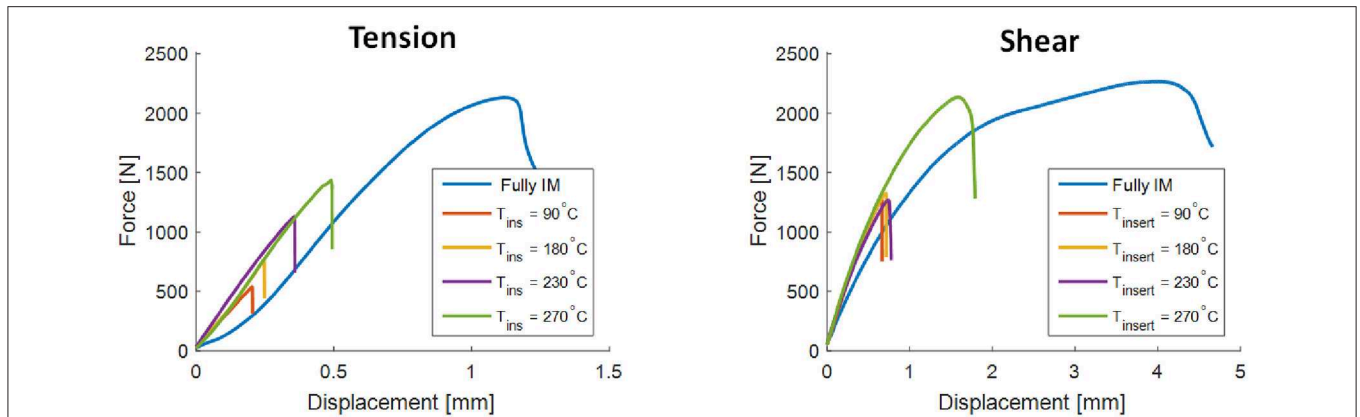 Tension
2500
2000
1500
1000
500
0
Force [N]
0
0.5
1
1.5
Displacement [mm]
Fully IM
T_ins = 90°C
T_ins = 180°C
T_ins = 230°C
T_ins = 270°C
Shear
2500
2000
1500
1000
500
0
Force [N]
0
1
2
3
4
5
Displacement [mm]
Fully IM
T_insert = 90°C
T_insert = 180°C
T_insert = 230°C
T_insert = 270°C